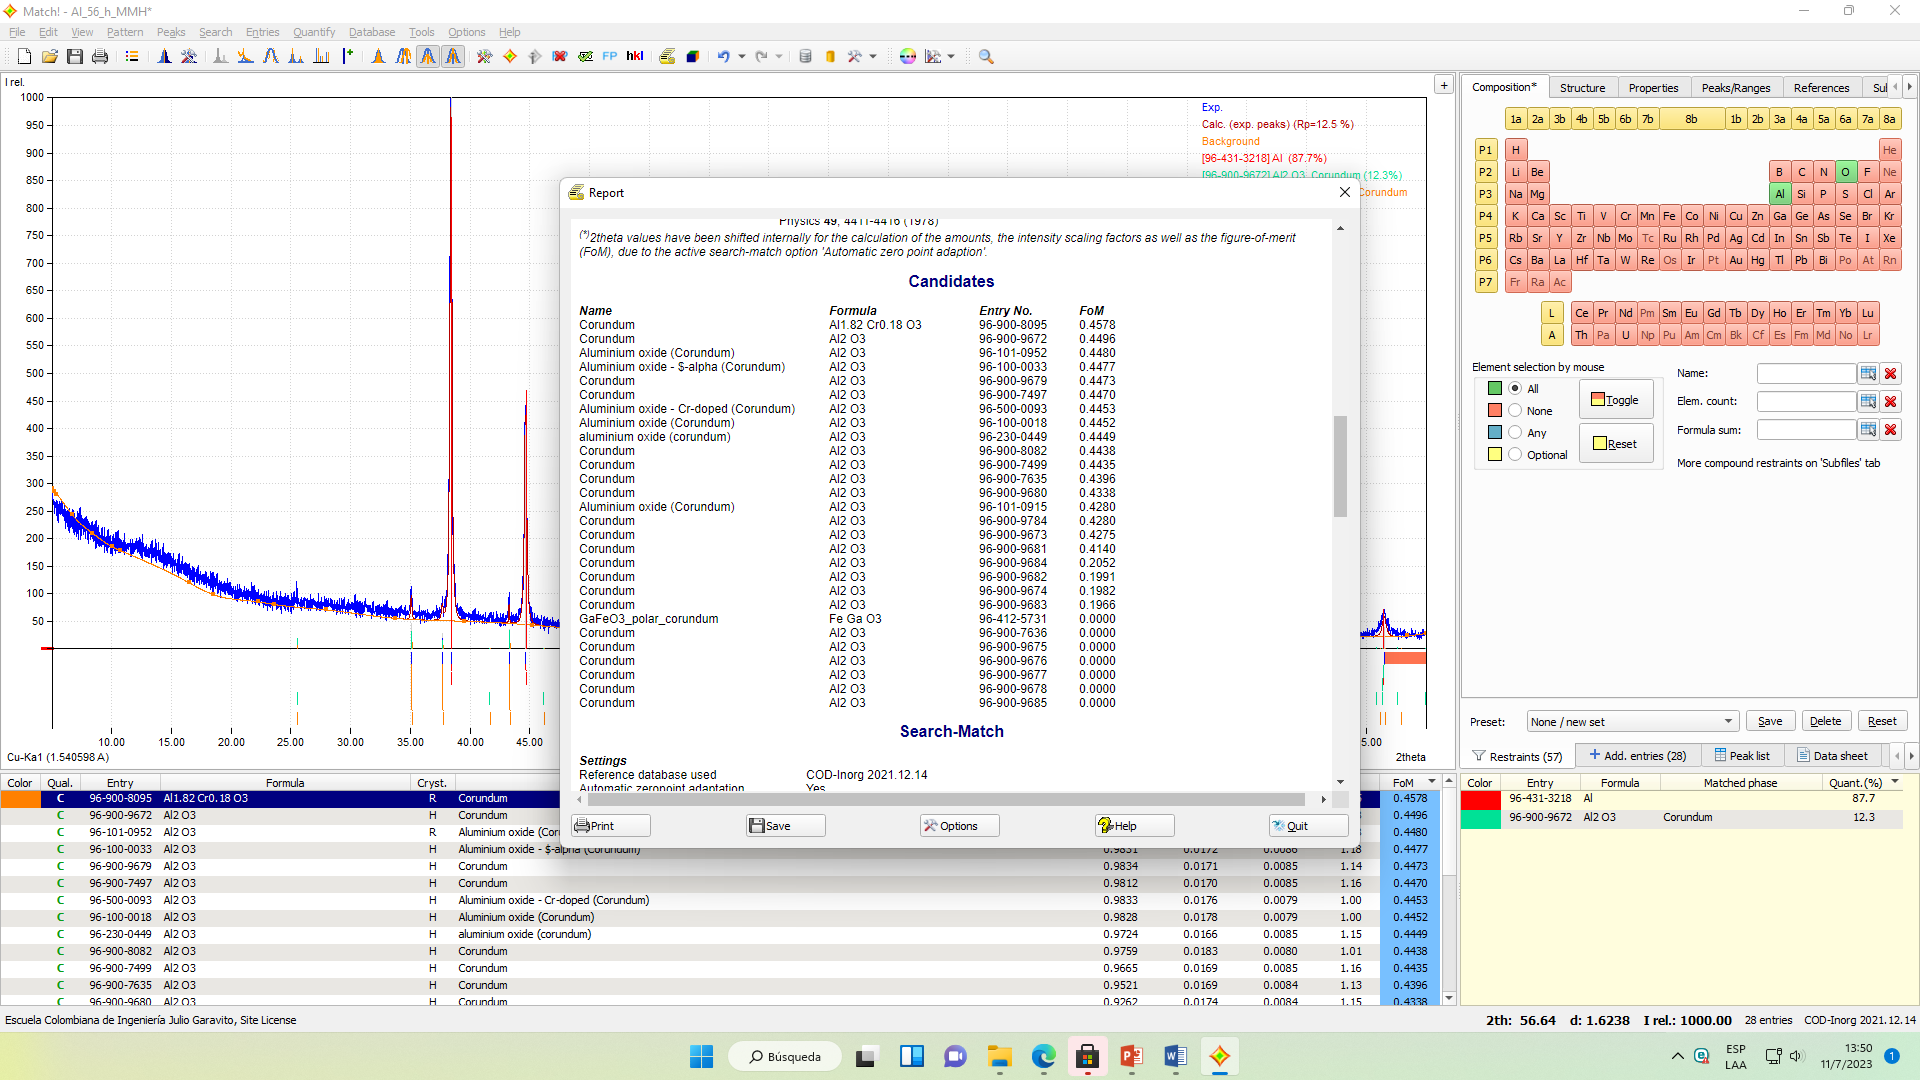 Match! - Al_56_h_MMH*
File Edit View Pattern Peaks Search Entries Quantify Database Tools Options Help
FP hkl
I rel.
1000
950
900
850
800
750
700
650
600
550
500
450
400
350
300
250
200
150
100
50
10.00 15.00 20.00 25.00 30.00 35.00 40.00 45.00
Cu-Ka1 (1.540598 A)
2theta
Exp.
Calc. (exp. peaks) (Rp=12.5 %)
Background
[96-431-3218] Al (87.7%)
[96-900-9672] Al2 O3 Corundum (12.3%)
Corundum
Report
Physics 49, 4411-4416 (1978)
(*)2theta values have been shifted internally for the calculation of the amounts, the intensity scaling factors as well as the figure-of-merit
(FoM), due to the active search-match option 'Automatic zero point adaption'.
Candidates
Name Formula Entry No. FoM
Corundum Al1.82 Cr0.18 O3 96-900-8095 0.4578
Corundum Al2 O3 96-900-9672 0.4496
Aluminium oxide (Corundum) Al2 O3 96-101-0952 0.4480
Aluminium oxide - $-alpha (Corundum) Al2 O3 96-100-0033 0.4477
Corundum Al2 O3 96-900-9679 0.4473
Corundum Al2 O3 96-900-7497 0.4470
Aluminium oxide - Cr-doped (Corundum) Al2 O3 96-500-0093 0.4453
Aluminium oxide (Corundum) Al2 O3 96-100-0018 0.4452
aluminium oxide (corundum) Al2 O3 96-230-0449 0.4449
Corundum Al2 O3 96-900-8082 0.4438
Corundum Al2 O3 96-900-7499 0.4435
Corundum Al2 O3 96-900-7635 0.4396
Corundum Al2 O3 96-900-9680 0.4338
Aluminium oxide (Corundum) Al2 O3 96-101-0915 0.4280
Corundum Al2 O3 96-900-9784 0.4280
Corundum Al2 O3 96-900-9673 0.4275
Corundum Al2 O3 96-900-9681 0.4140
Corundum Al2 O3 96-900-9684 0.2052
Corundum Al2 O3 96-900-9682 0.1991
Corundum Al2 O3 96-900-9674 0.1982
Corundum Al2 O3 96-900-9683 0.1966
GaFeO3_polar_corundum Fe Ga O3 96-412-5731 0.0000
Corundum Al2 O3 96-900-7636 0.0000
Corundum Al2 O3 96-900-9675 0.0000
Corundum Al2 O3 96-900-9676 0.0000
Corundum Al2 O3 96-900-9677 0.0000
Corundum Al2 O3 96-900-9678 0.0000
Corundum Al2 O3 96-900-9685 0.0000
Search-Match
Settings
Reference database used COD-Inorg 2021.12.14
Automatic zeropoint adaptation Yes
Print Save Options Help Quit
Composition* Structure Properties Peaks/Ranges References Sul
1a 2a 3b 4b 5b 6b 7b 8b 1b 2b 3a 4a 5a 6a 7a 8a
P1 H He
P2 Li Be B C N O F Ne
P3 Na Mg Al Si P S Cl Ar
P4 K Ca Sc Ti V Cr Mn Fe Co Ni Cu Zn Ga Ge As Se Br Kr
P5 Rb Sr Y Zr Nb Mo Tc Ru Rh Pd Ag Cd In Sn Sb Te I Xe
P6 Cs Ba La Hf Ta W Re Os Ir Pt Au Hg Tl Pb Bi Po At Rn
P7 Fr Ra Ac
L Ce Pr Nd Pm Sm Eu Gd Tb Dy Ho Er Tm Yb Lu
A Th Pa U Np Pu Am Cm Bk Cf Es Fm Md No Lr
Element selection by mouse
All
None
Any
Optional
Toggle
Reset
Name:
Elem. count:
Formula sum:
More compound restraints on 'Subfiles' tab
Preset: None / new set Save Delete Reset
Restraints (57) Add. entries (28) Peak list Data sheet
Color Entry Formula Matched phase Quant.(%)
96-431-3218 Al 87.7
96-900-9672 Al2 O3 Corundum 12.3
Color Qual. Entry Formula Cryst. FoM
C 96-900-8095 Al1.82 Cr0.18 O3 R Corundum 0.4578
C 96-900-9672 Al2 O3 H Corundum 0.4496
C 96-101-0952 Al2 O3 R Aluminium oxide (Cor 0.4480
C 96-100-0033 Al2 O3 H Aluminium oxide - $-alpha (Corundum) 0.9831 0.0172 0.0086 1.18 0.4477
C 96-900-9679 Al2 O3 H Corundum 0.9834 0.0171 0.0085 1.14 0.4473
C 96-900-7497 Al2 O3 H Corundum 0.9812 0.0170 0.0085 1.16 0.4470
C 96-500-0093 Al2 O3 H Aluminium oxide - Cr-doped (Corundum) 0.9833 0.0176 0.0079 1.00 0.4453
C 96-100-0018 Al2 O3 H Aluminium oxide (Corundum) 0.9828 0.0178 0.0079 1.00 0.4452
C 96-230-0449 Al2 O3 H aluminium oxide (corundum) 0.9724 0.0166 0.0085 1.15 0.4449
C 96-900-8082 Al2 O3 H Corundum 0.9759 0.0183 0.0080 1.01 0.4438
C 96-900-7499 Al2 O3 H Corundum 0.9665 0.0169 0.0085 1.16 0.4435
C 96-900-7635 Al2 O3 H Corundum 0.9521 0.0169 0.0084 1.13 0.4396
C 96-900-9680 Al2 O3 H Corundum 0.9262 0.0174 0.0084 1.15 0.4338
Escuela Colombiana de Ingeniería Julio Garavito, Site License
2th: 56.64 d: 1.6238 I rel.: 1000.00 28 entries COD-Inorg 2021.12.14
Búsqueda
ESP
LAA
13:50
11/7/2023
1